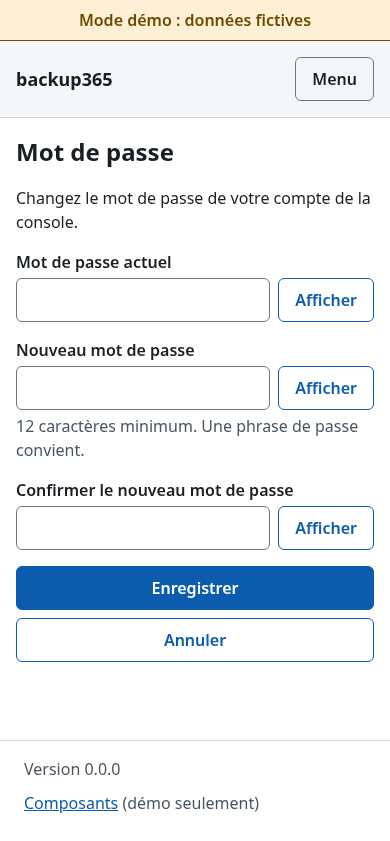 Mode démo : données fictives
backup365
Menu
Mot de passe
Changez le mot de passe de votre compte de la
console.
Mot de passe actuel
Afficher
Nouveau mot de passe
Afficher
12 caractères minimum. Une phrase de passe
convient.
Confirmer le nouveau mot de passe
Afficher
Enregistrer
Annuler
Version 0.0.0
Composants (démo seulement)